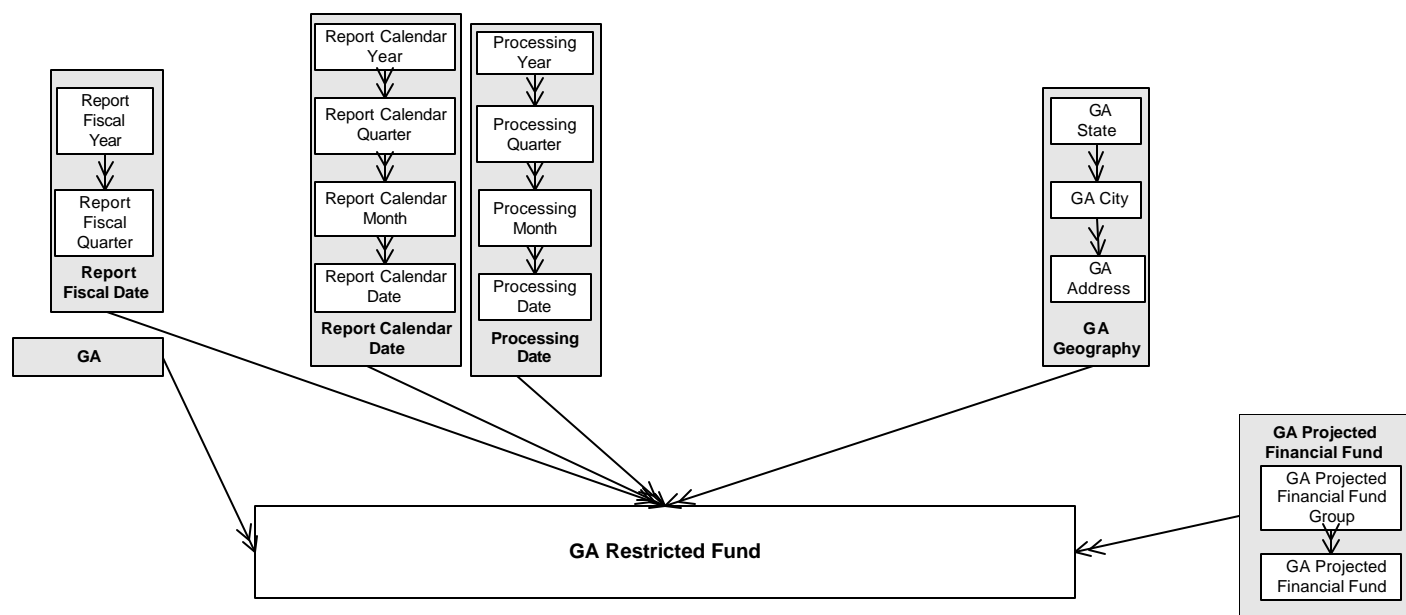 Report
Fiscal
Year
Report
Fiscal
Quarter
Report
Fiscal Date
Report Calendar
Year
Report Calendar
Quarter
Report Calendar
Month
Report Calendar
Date
Report Calendar
Date
Processing
Year
Processing
Quarter
Processing
Month
Processing
Date
Processing
Date
GA
State
GA City
GA
Address
GA
Geography
GA
GA Projected
Financial Fund
GA Projected
Financial Fund
Group
GA Projected
Financial Fund
GA Restricted Fund